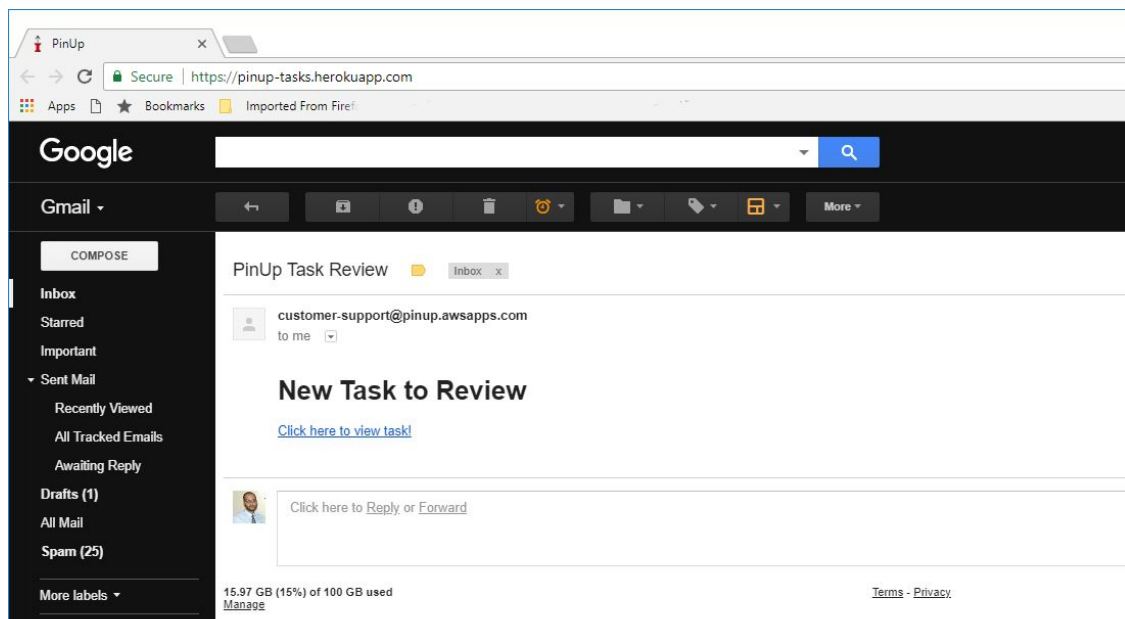 PinUp
Secure | https://pinup-tasks.herokuapp.com
Apps Bookmarks Imported From Firef
Google
Gmail
More
COMPOSE
PinUp Task Review Inbox x
Inbox
customer-support@pinup.awsapps.com
Starred
to me
Important
Sent Mail
New Task to Review
Recently Viewed
Click here to view task!
All Tracked Emails
Awaiting Reply
Drafts (1)
Click here to Reply or Forward
All Mail
Spam (25)
More labels
15.97 GB (15%) of 100 GB used
Manage
Terms - Privacy